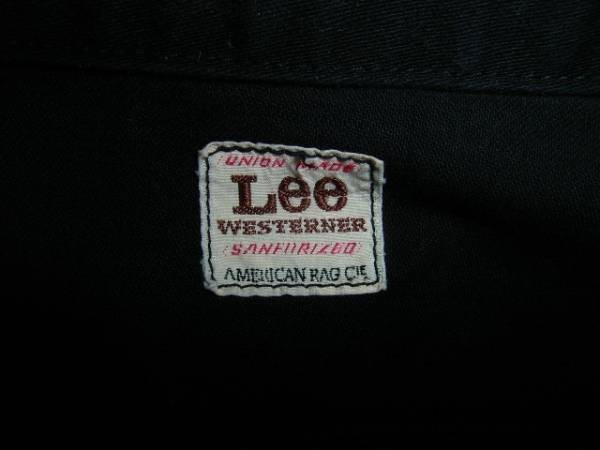 UNION MADE
Lee
WESTERNER
SANFORIZED
AMERICAN RAG CIE